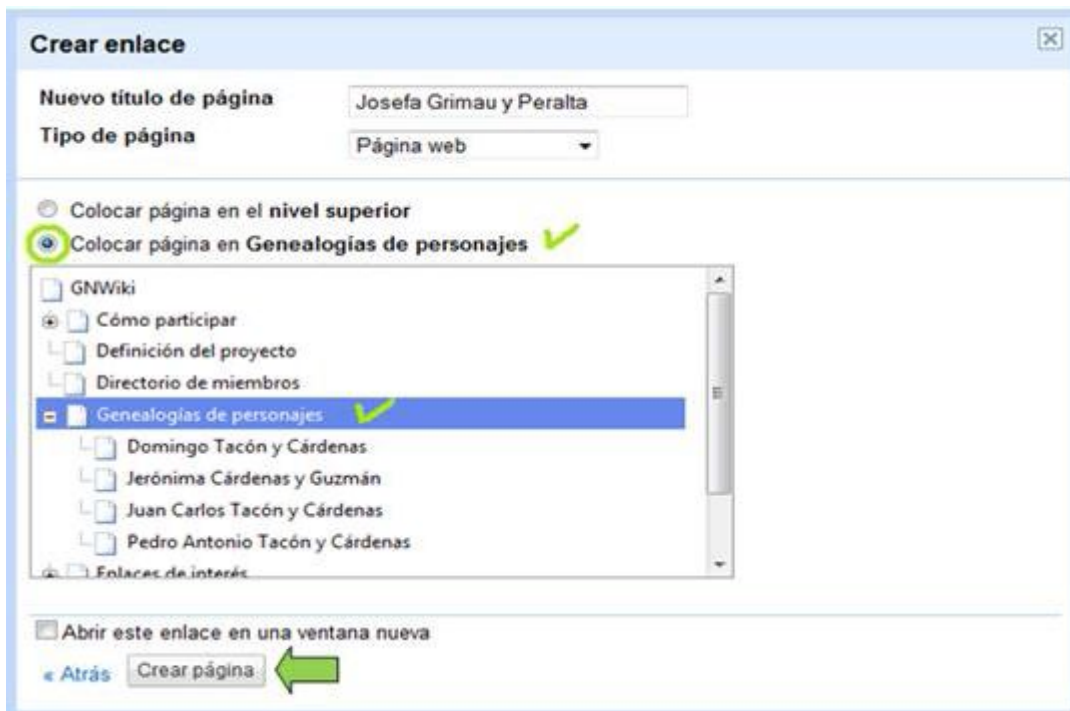 Crear enlace
Nuevo título de página Josefa Grimau y Peralta
Tipo de página Página web
Colocar página en el nivel superior
Colocar página en Genealogías de personajes
GNWiki
Cómo participar
Definición del proyecto
Directorio de miembros
Genealogías de personajes
Domingo Tacón y Cárdenas
Jerónima Cárdenas y Guzmán
Juan Carlos Tacón y Cárdenas
Pedro Antonio Tacón y Cárdenas
Enlaces de interés
Abrir este enlace en una ventana nueva
« Atrás Crear página